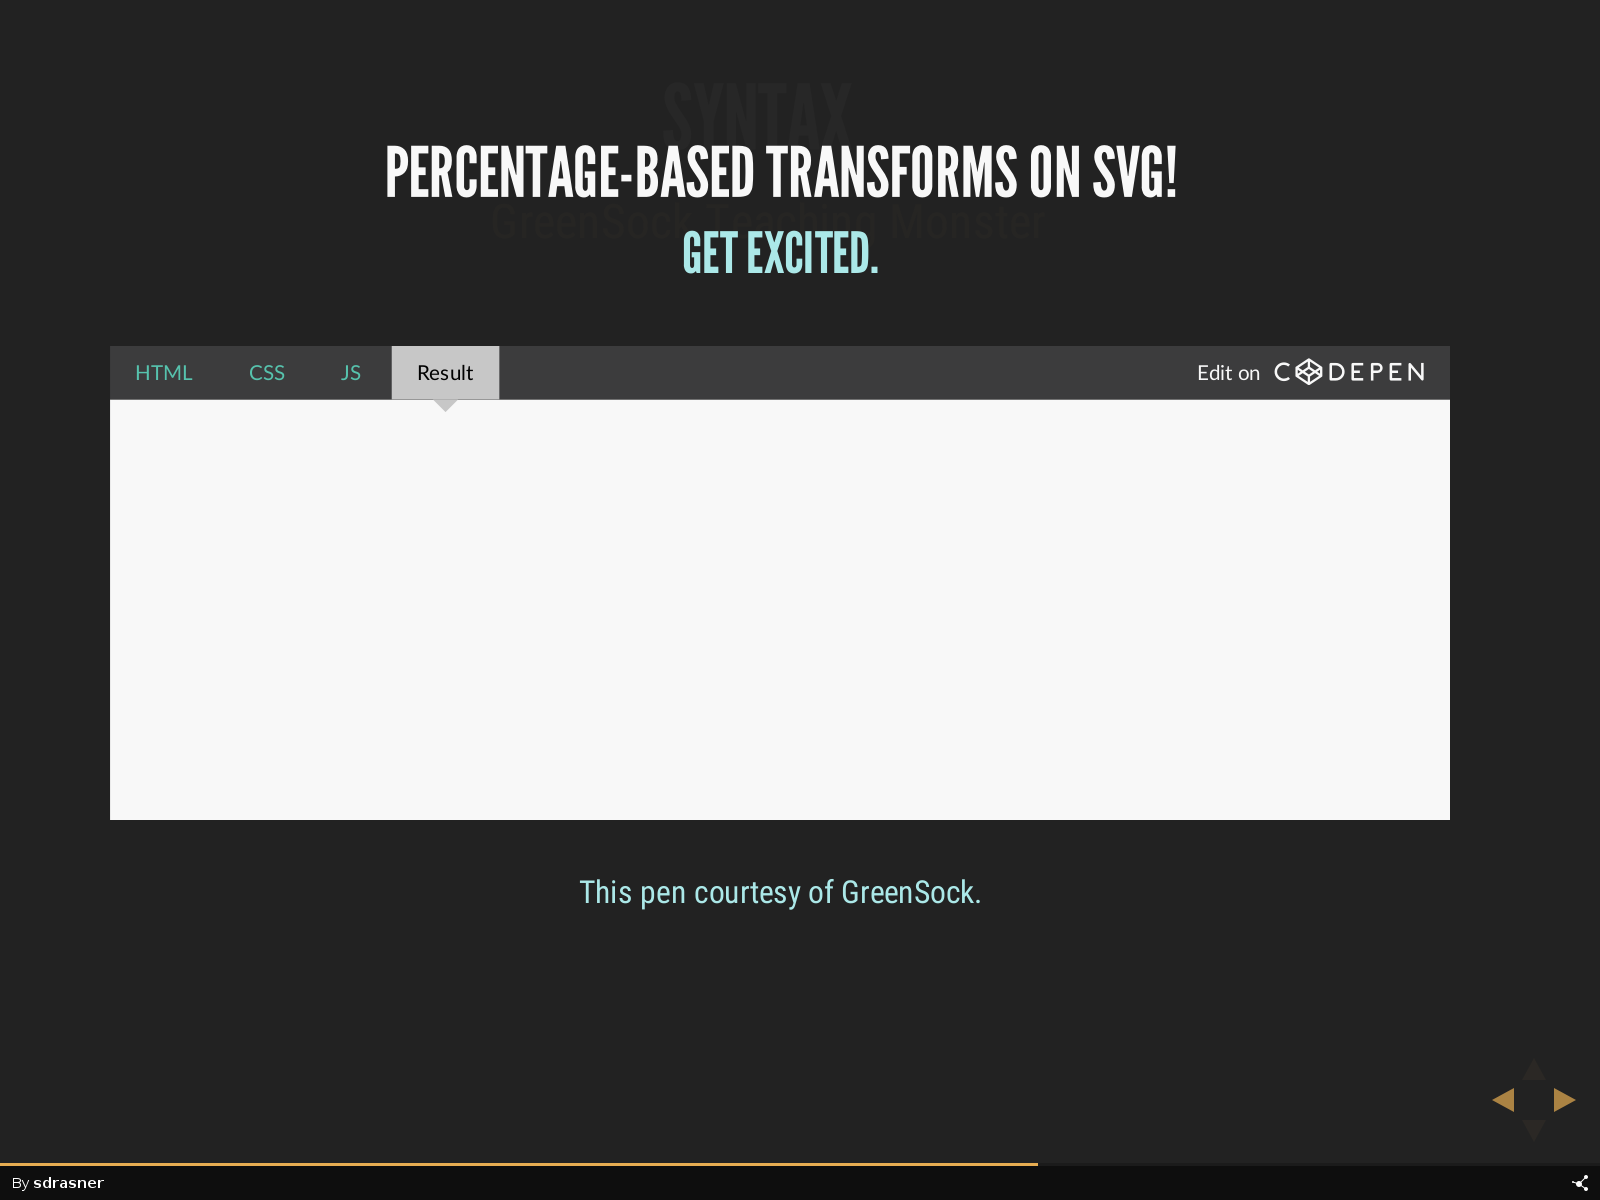 SYNTAX
PERCENTAGE-BASED TRANSFORMS ON SVG!
GreenSock Teaching Monster
GET EXCITED.
HTML CSS JS Result Edit on CODEPEN
This pen courtesy of GreenSock.
By sdrasner